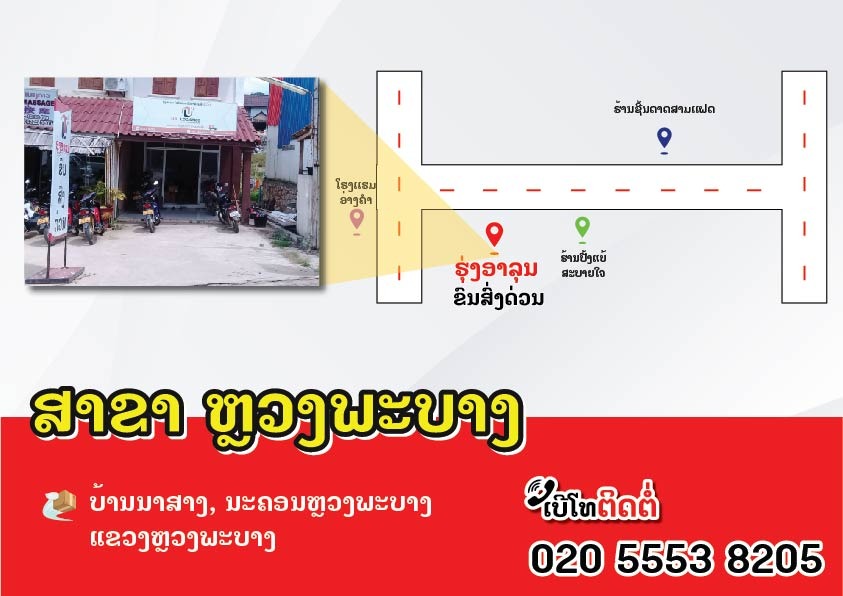 MASSAGE
ຮ້ານຊີ້ນດາດສາມແຝດ
ໂຮງແຮມ
ອ່າງຄຳ
ຮຸ່ງອາລຸນ
ຂົນສົ່ງດ່ວນ
ຮ້ານປີ້ງແບ້
ສະບາຍໃຈ
ສາຂາ ຫຼວງພະບາງ
ບ້ານນາສາງ, ນະຄອນຫຼວງພະບາງ
ແຂວງຫຼວງພະບາງ
ເບີໂທຕິດຕໍ່
020 5553 8205